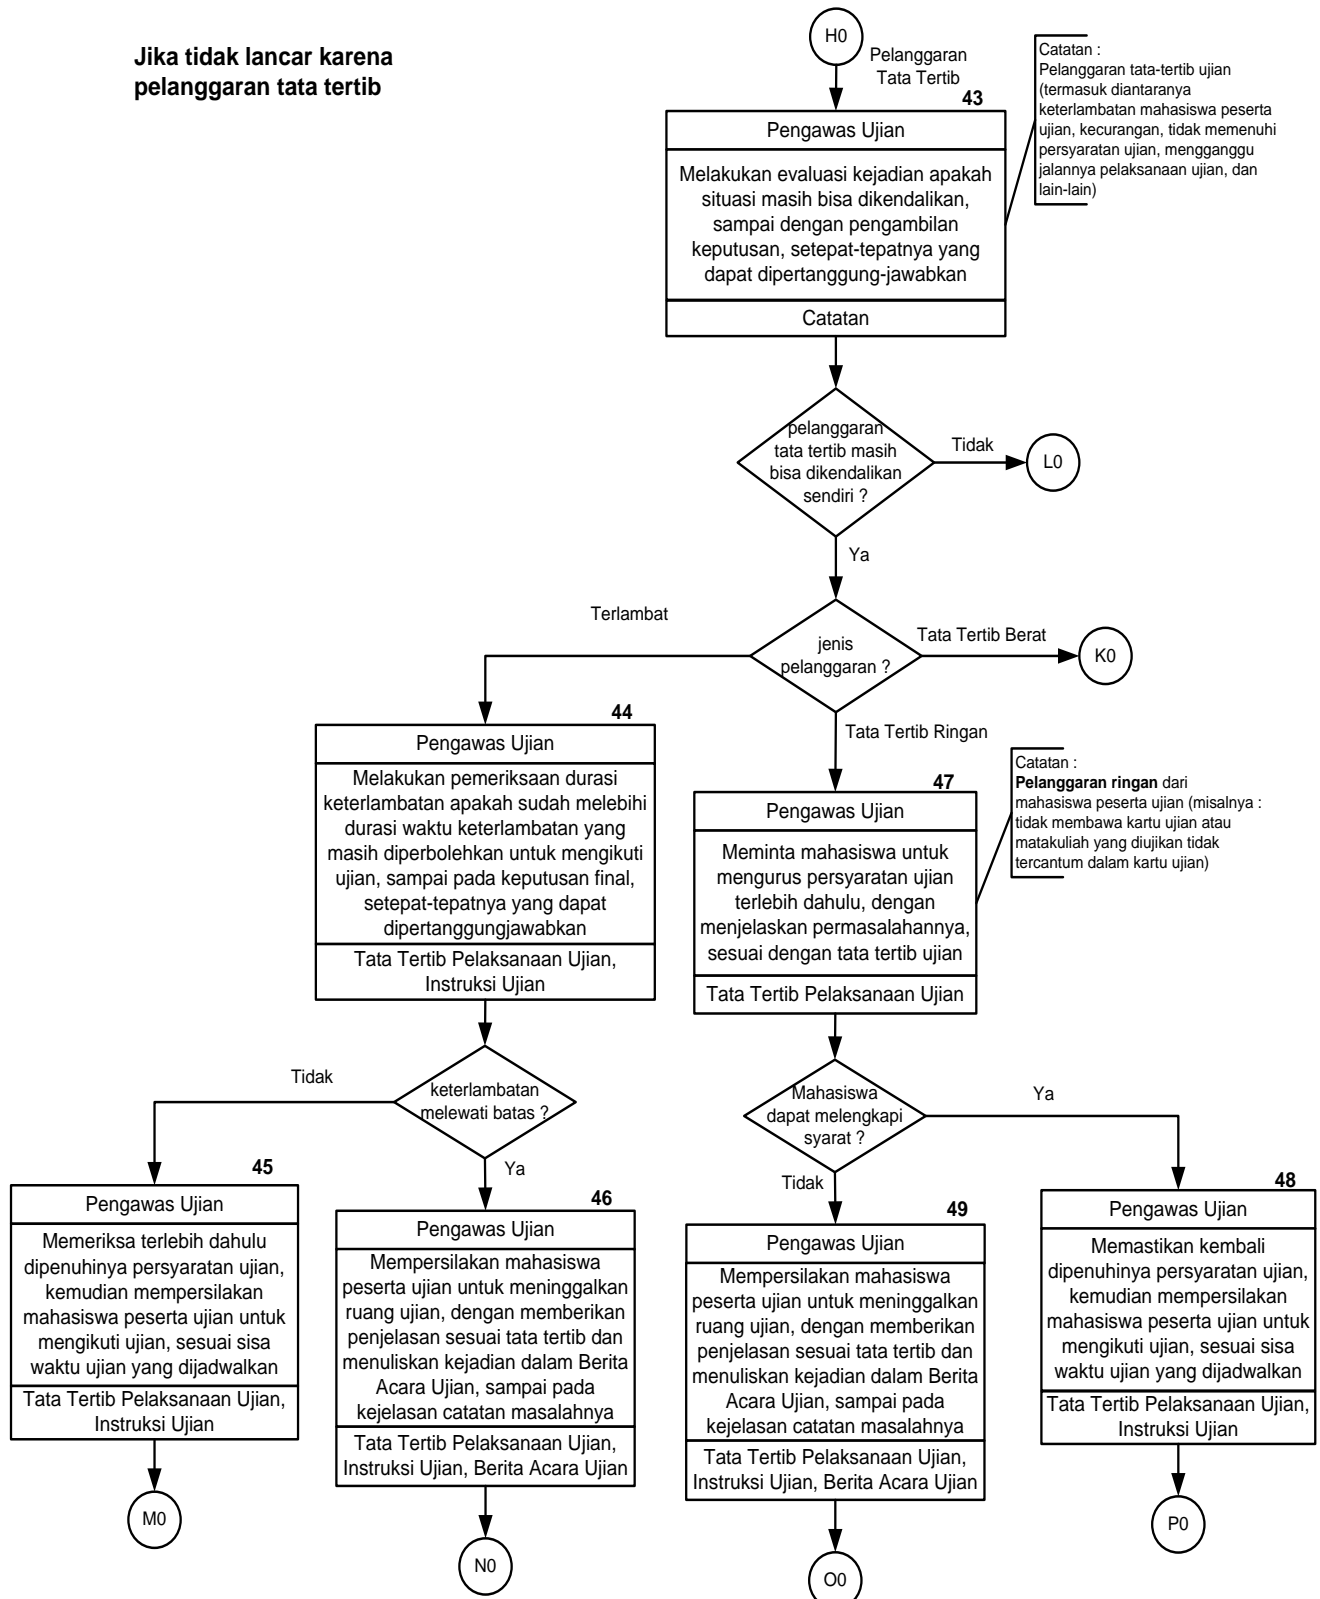 Jika tidak lancar karena
pelanggaran tata tertib
H0
Pelanggaran
Tata Tertib
43
Catatan :
Pelanggaran tata-tertib ujian
(termasuk diantaranya
keterlambatan mahasiswa peserta
ujian, kecurangan, tidak memenuhi
persyaratan ujian, mengganggu
jalannya pelaksanaan ujian, dan
lain-lain)
Pengawas Ujian
Melakukan evaluasi kejadian apakah
situasi masih bisa dikendalikan,
sampai dengan pengambilan
keputusan, setepat-tepatnya yang
dapat dipertanggung-jawabkan
Catatan
pelanggaran
tata tertib masih
bisa dikendalikan
sendiri ?
Tidak
L0
Ya
Terlambat
jenis
pelanggaran ?
Tata Tertib Berat
K0
Tata Tertib Ringan
44
Pengawas Ujian
Melakukan pemeriksaan durasi
keterlambatan apakah sudah melebihi
durasi waktu keterlambatan yang
masih diperbolehkan untuk mengikuti
ujian, sampai pada keputusan final,
setepat-tepatnya yang dapat
dipertanggungjawabkan
Tata Tertib Pelaksanaan Ujian,
Instruksi Ujian
47
Pengawas Ujian
Meminta mahasiswa untuk
mengurus persyaratan ujian
terlebih dahulu, dengan
menjelaskan permasalahannya,
sesuai dengan tata tertib ujian
Tata Tertib Pelaksanaan Ujian
Catatan :
Pelanggaran ringan dari
mahasiswa peserta ujian (misalnya :
tidak membawa kartu ujian atau
matakuliah yang diujikan tidak
tercantum dalam kartu ujian)
Tidak
keterlambatan
melewati batas ?
Ya
Mahasiswa
dapat melengkapi
syarat ?
Ya
Tidak
45
Pengawas Ujian
Memeriksa terlebih dahulu
dipenuhinya persyaratan ujian,
kemudian mempersilakan
mahasiswa peserta ujian untuk
mengikuti ujian, sesuai sisa
waktu ujian yang dijadwalkan
Tata Tertib Pelaksanaan Ujian,
Instruksi Ujian
M0
46
Pengawas Ujian
Mempersilakan mahasiswa
peserta ujian untuk meninggalkan
ruang ujian, dengan memberikan
penjelasan sesuai tata tertib dan
menuliskan kejadian dalam Berita
Acara Ujian, sampai pada
kejelasan catatan masalahnya
Tata Tertib Pelaksanaan Ujian,
Instruksi Ujian, Berita Acara Ujian
N0
49
Pengawas Ujian
Mempersilakan mahasiswa
peserta ujian untuk meninggalkan
ruang ujian, dengan memberikan
penjelasan sesuai tata tertib dan
menuliskan kejadian dalam Berita
Acara Ujian, sampai pada
kejelasan catatan masalahnya
Tata Tertib Pelaksanaan Ujian,
Instruksi Ujian, Berita Acara Ujian
O0
48
Pengawas Ujian
Memastikan kembali
dipenuhinya persyaratan ujian,
kemudian mempersilakan
mahasiswa peserta ujian untuk
mengikuti ujian, sesuai sisa
waktu ujian yang dijadwalkan
Tata Tertib Pelaksanaan Ujian,
Instruksi Ujian
P0